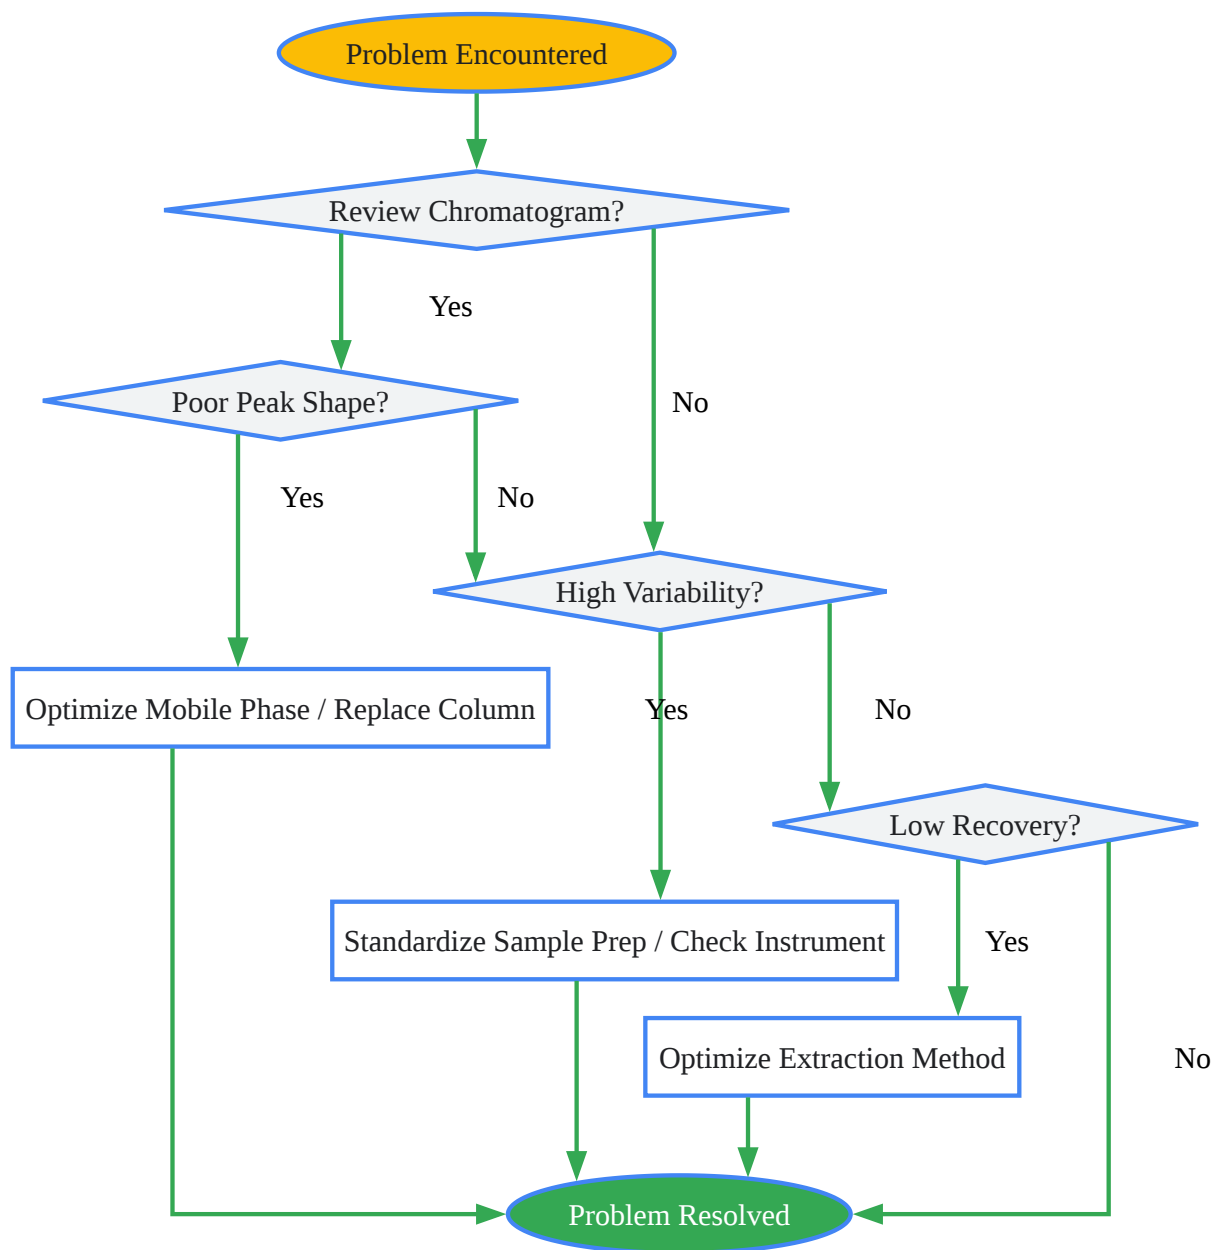 Problem Encountered
Review Chromatogram?
Yes
Poor Peak Shape?
No
Yes
No
High Variability?
Optimize Mobile Phase / Replace Column
Yes
No
Low Recovery?
Standardize Sample Prep / Check Instrument
Yes
Optimize Extraction Method
No
Problem Resolved